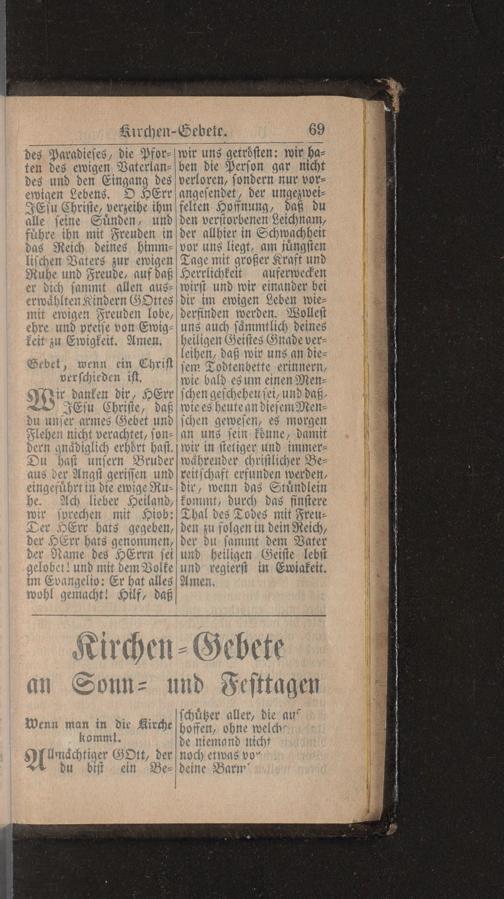 Kirchen-Gebete. 69
des Paradieses, die Pfor-
ten des ewigen Vaterlan-
des und den Eingang des
ewigen Lebens. O HErr
JEsu Christe, verzeihe ihm
alle seine Sünden, und
führe ihn mit Freuden in
das Reich deines himm-
lischen Vaters zur ewigen
Ruhe und Freude, auf daß
er dich sammt allen aus-
erwählten Kindern GOttes
mit ewigen Freuden lobe,
ehre und preise von Ewig-
keit zu Ewigkeit. Amen.
Gebet, wenn ein Christ
verschieden ist.
Wir danken dir, HErr
JEsu Christe, daß
du unser armes Gebet und
Flehen nicht verachtet, son-
dern gnädiglich erhört hast.
Du hast unsern Bruder
aus der Angst gerissen und
eingeführt in die ewige Ru-
he. Ach lieber Heiland,
wir sprechen mit Hiob:
Der HErr hats gegeben,
der HErr hats genommen,
der Name des HErrn sei
gelobet! und mit dem Volke
im Evangelio: Er hat alles
wohl gemacht! Hilf, daß
wir uns getrösten: wir ha-
ben die Person gar nicht
verloren, sondern nur vor-
angesendet, der ungezwei-
felten Hoffnung, daß du
den verstorbenen Leichnam,
der allhier in Schwachheit
vor uns liegt, am jüngsten
Tage mit großer Kraft und
Herrlichkeit auferwecken
wirst und wir einander bei
dir im ewigen Leben wie-
derfinden werden. Wollest
uns auch sämmtlich deines
heiligen Geistes Gnade ver-
leihen, daß wir uns an die-
sem Todtenbette erinnern,
wie bald es um einen Men-
schen geschehen sei, und daß,
wie es heute an diesem Men-
schen gewesen, es morgen
an uns sein könne, damit
wir in stetiger und immer-
währender christlicher Be-
reitschaft erfunden werden,
dir, wenn das Stündlein
kommt, durch das finstere
Thal des Todes mit Freu-
den zu folgen in dein Reich,
der du sammt dem Vater
und heiligen Geiste lebst
und regierst in Ewigkeit.
Amen.
Kirchen-Gebete
an Sonn- und Festtagen
Wenn man in die Kirche
kommt.
Allmächtiger GOtt, der
du bist ein Be-
schützer aller, die auf
hoffen, ohne welch
de niemand nicht
noch etwas vo
deine Barm